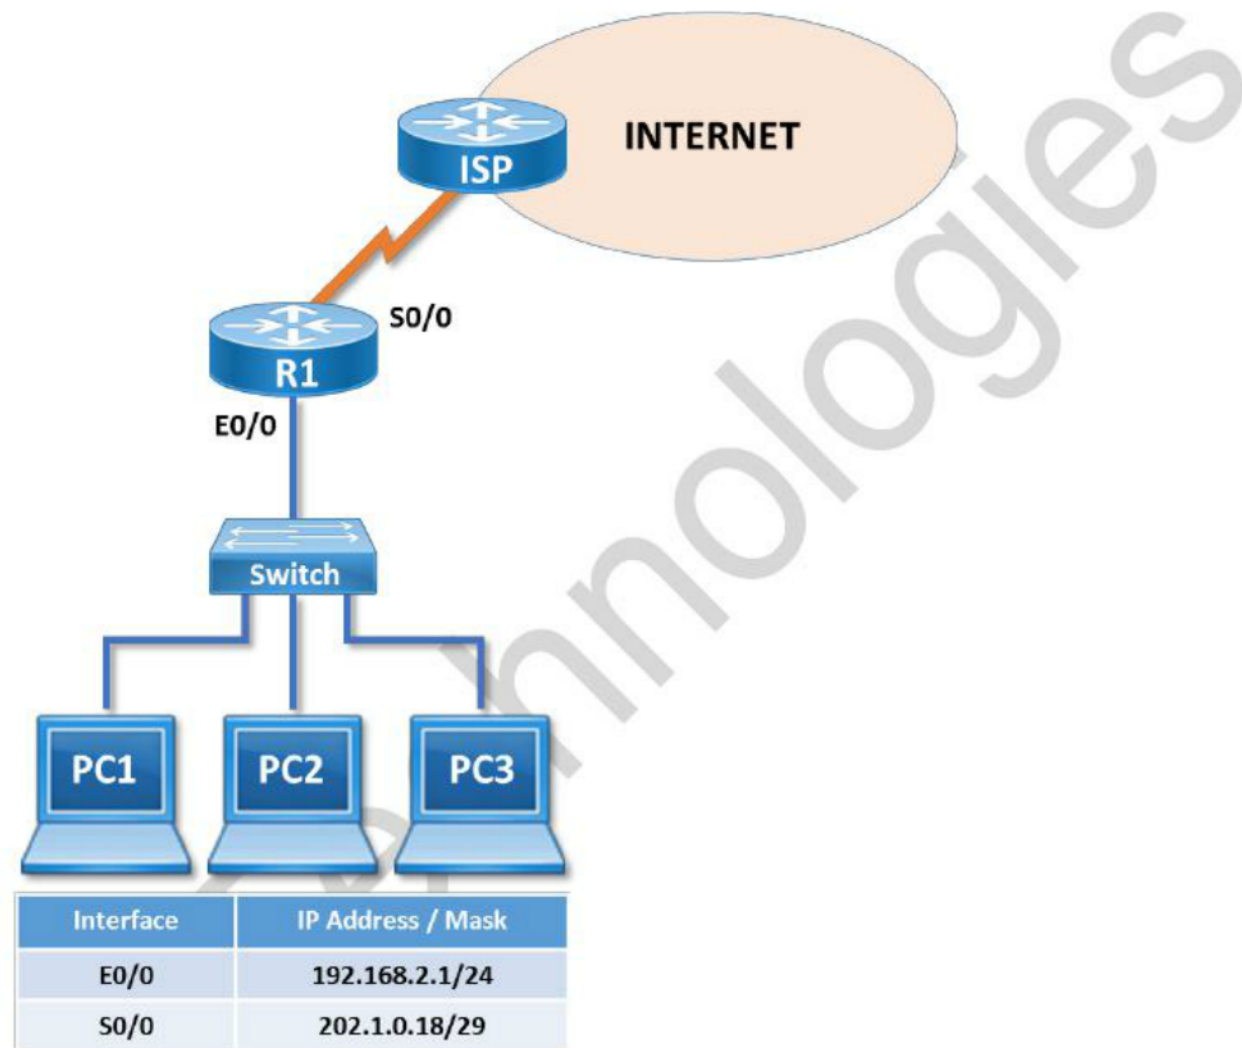 INTERNET
ISP
S0/0
R1
E0/0
Switch
PC1 PC2 PC3
Interface IP Address / Mask
E0/0 192.168.2.1/24
S0/0 202.1.0.18/29